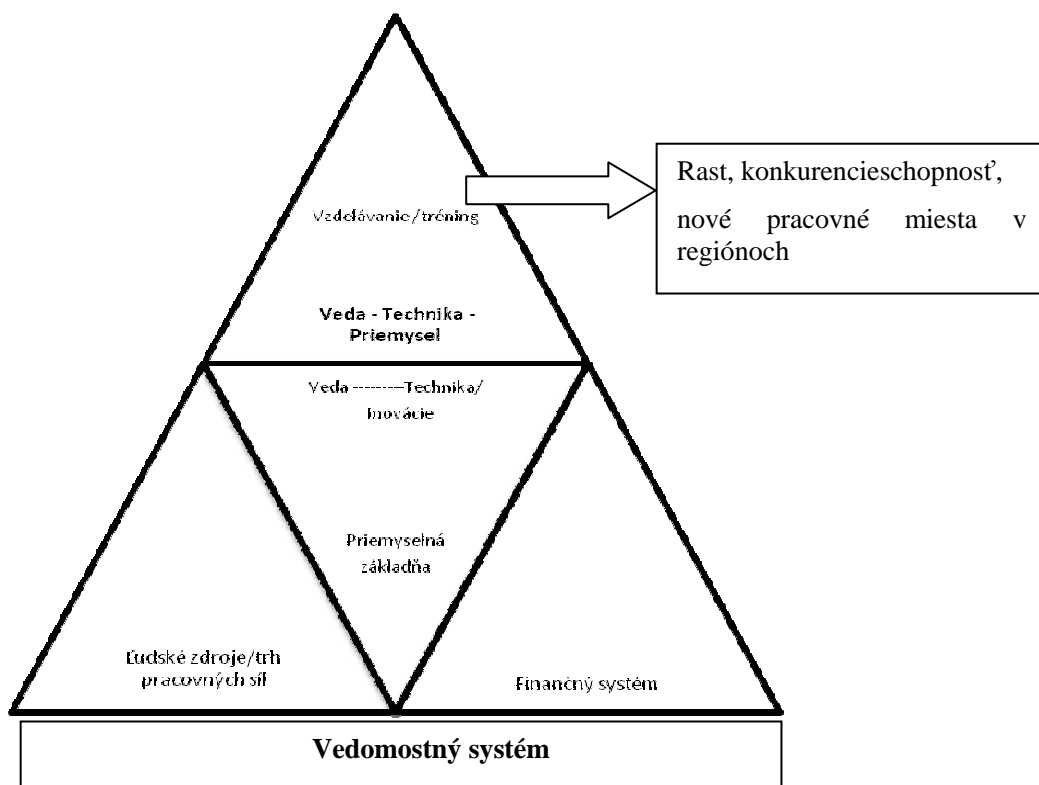 Rast, konkurencieschopnosť,
nové pracovné miesta v
regiónoch
Vzdelávanie/tréning
Veda - Technika -
Priemysel
Veda ---------Technika/
Inovácie
Priemyselná
základňa
Ľudské zdroje/trh
pracovných síl
Finančný systém
Vedomostný systém